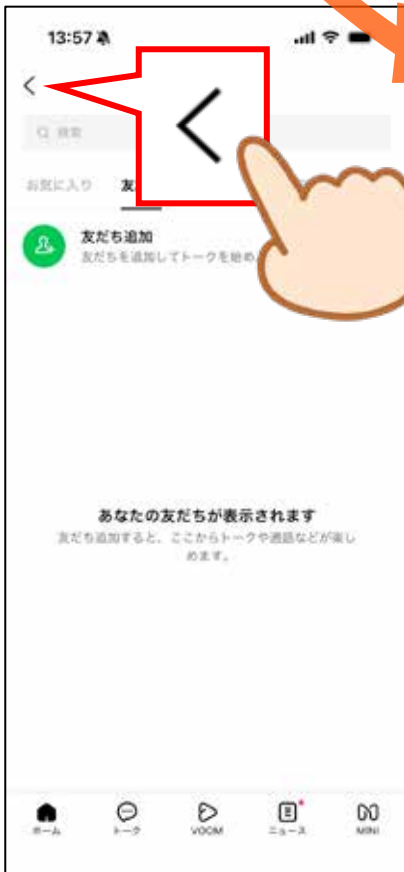 13:57
検索
お気に入り 友
友だち追加
友だちを追加してトークを始め
あなたの友だちが表示されます
友だち追加すると、ここからトークや通話などが楽し
めます。
ホーム トーク VOOM ニュース MINI